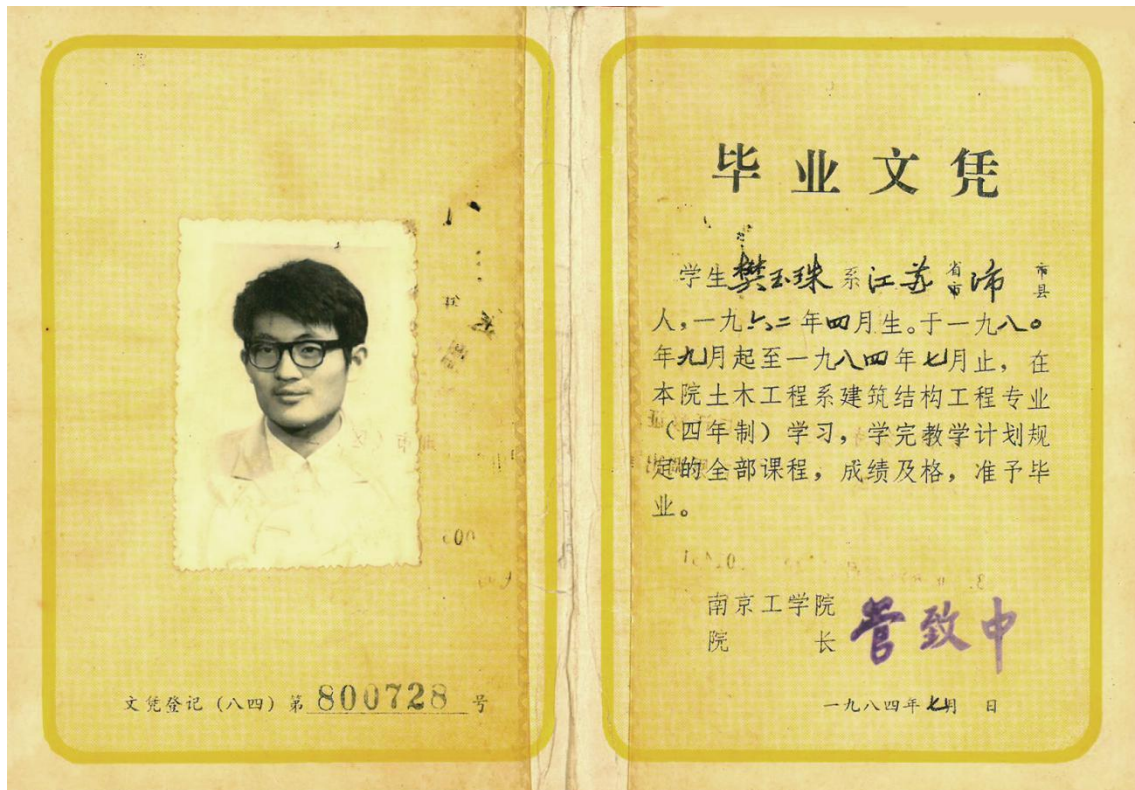 文凭登记（八四）第800728号
毕业文凭
学生樊玉珠系江苏省市沛市县
人，一九六二年四月生。于一九八〇
年九月起至一九八四年七月止，在
本院土木工程系建筑结构工程专业
（四年制）学习，学完教学计划规
定的全部课程，成绩及格，准予毕
业。
南京工学院
院长 管致中
一九八四年七月 日